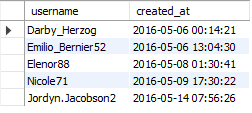 username created_at
Darby_Herzog 2016-05-06 00:14:21
Emilio_Bernier52 2016-05-06 13:04:30
Elenor88 2016-05-08 01:30:41
Nicole71 2016-05-09 17:30:22
Jordyn.Jacobson2 2016-05-14 07:56:26